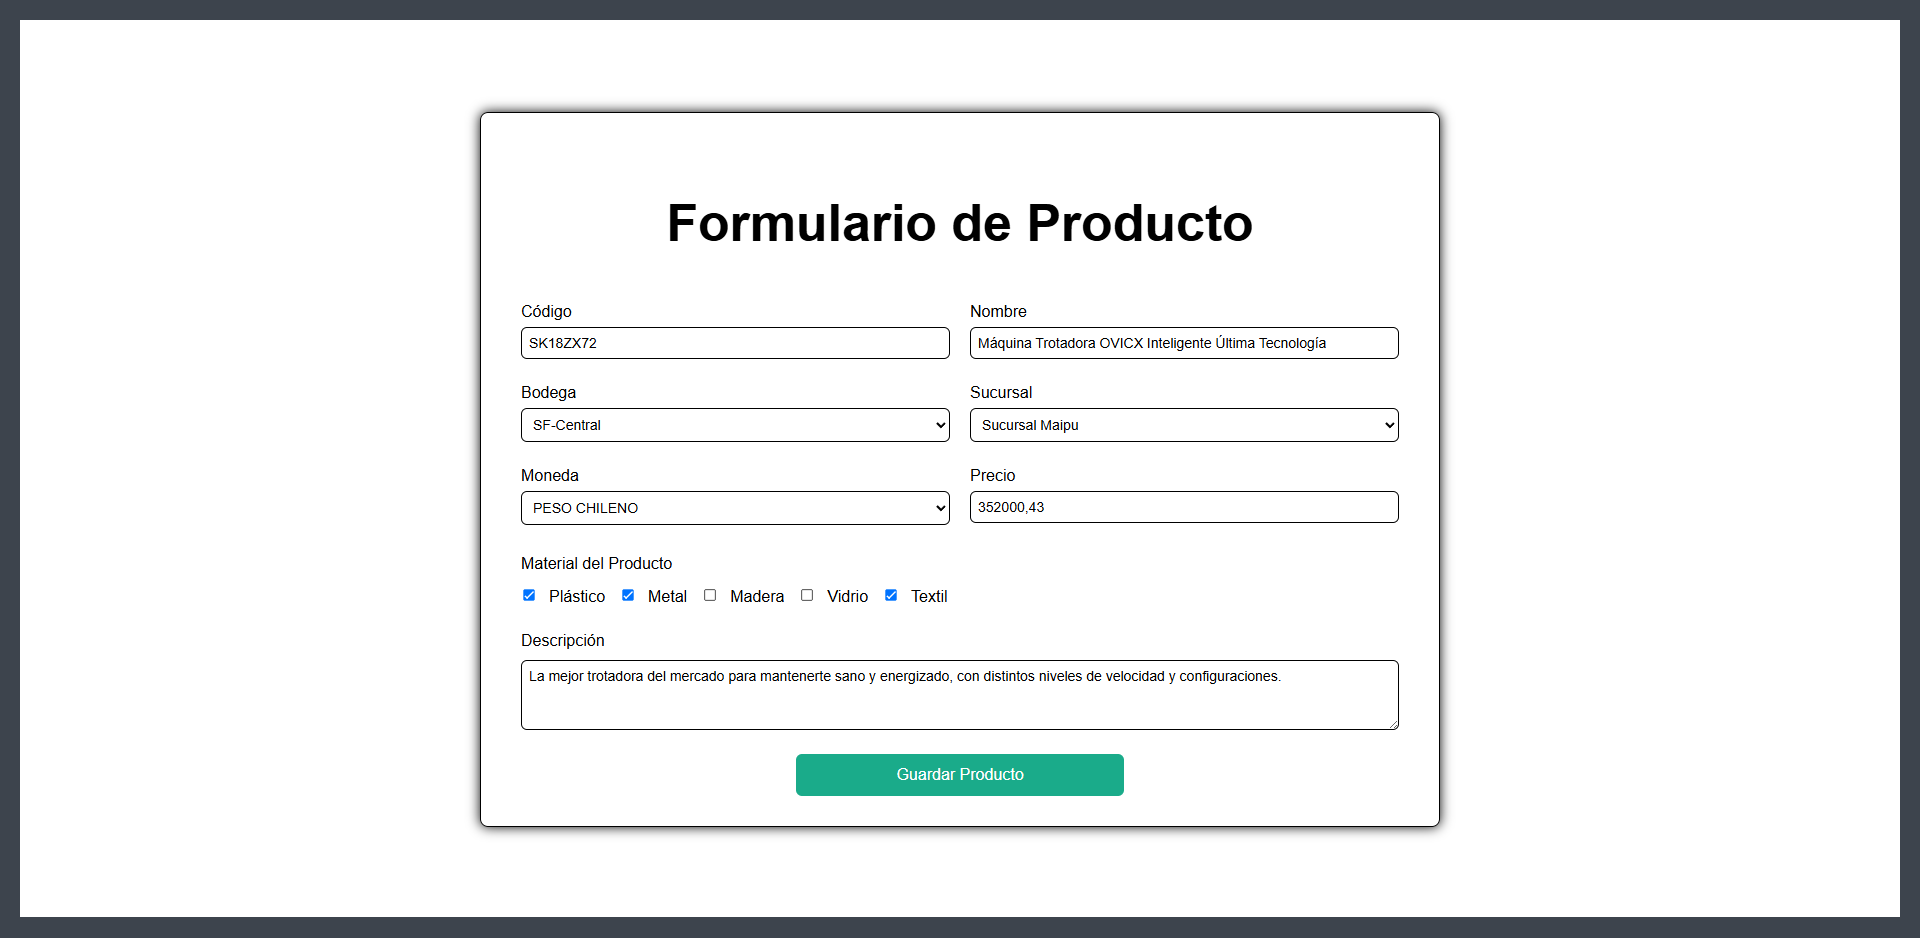 Formulario de Producto
Código
Nombre
SK18ZX72
Máquina Trotadora OVICX Inteligente Última Tecnología
Bodega
Sucursal
SF-Central
Sucursal Maipu
Moneda
Precio
PESO CHILENO
352000,43
Material del Producto
Plástico Metal Madera Vidrio Textil
Descripción
La mejor trotadora del mercado para mantenerte sano y energizado, con distintos niveles de velocidad y configuraciones.
Guardar Producto